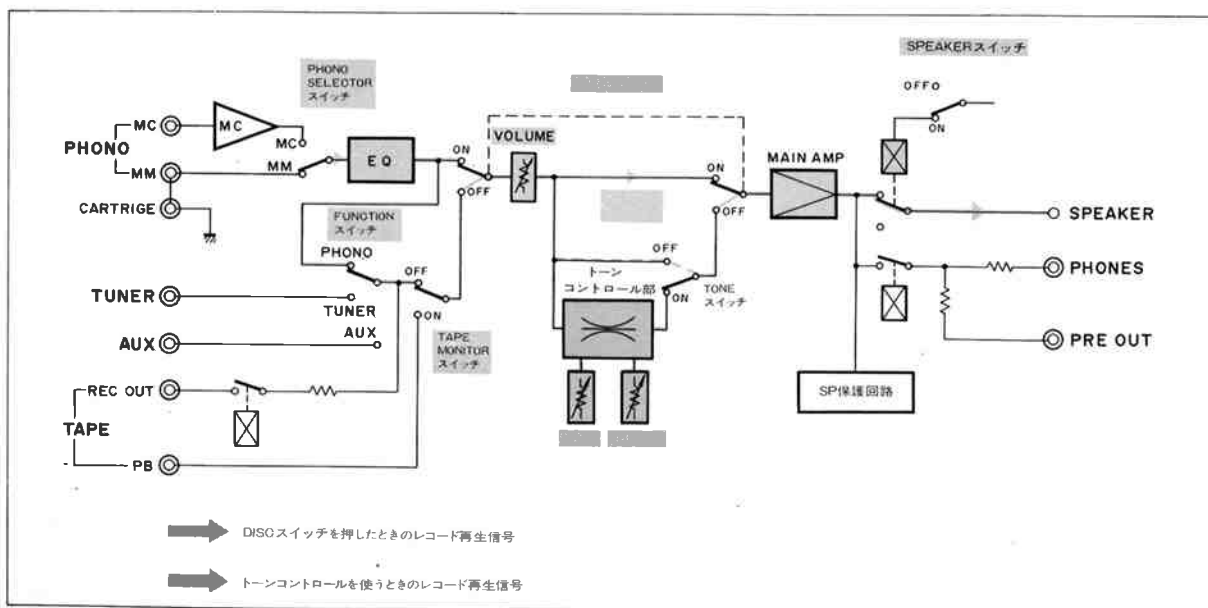 SPEAKERスイッチ
PHONO
SELECTOR
スイッチ
OFF
ON
MC
MC
MC
PHONO
MM
MM
EQ
ON
OFF
VOLUME
ON
OFF
MAIN AMP
CARTRIGE
SPEAKER
FUNCTION
スイッチ
PHONO
OFF
OFF
トーン
コントロール部
ON
TONE
スイッチ
PHONES
TUNER
TUNER
ON
AUX
AUX
TAPE
MONITOR
スイッチ
PRE OUT
REC OUT
SP保護回路
TAPE
PB
DISCスイッチを押したときのレコード再生信号
トーンコントロールを使うときのレコード再生信号